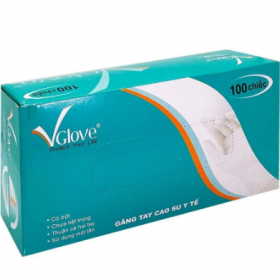 100 chiếc
100 chiếc
VGlove®
Protect Your Life
• Có bột
• Chưa tiệt trùng
• Thuận cả hai tay
• Sử dụng một lần
GĂNG TAY CAO SU Y TẾ